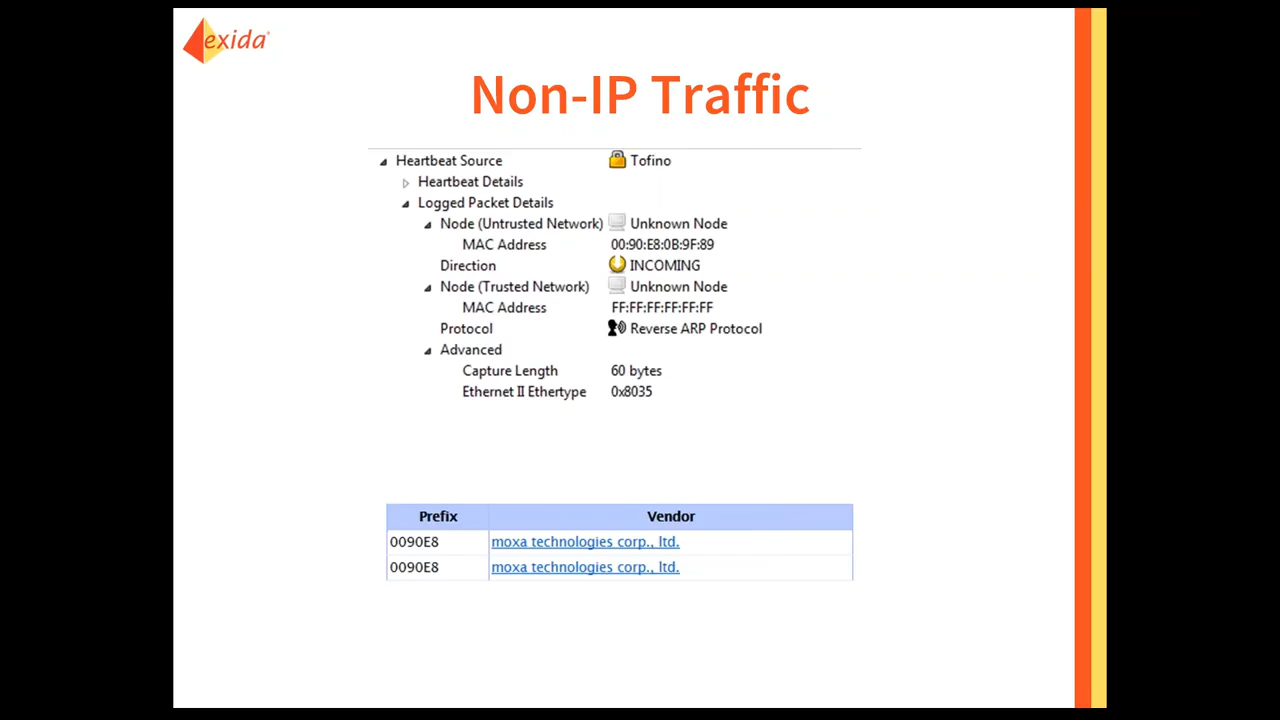 exida
Non-IP Traffic
Heartbeat Source Tofino
Heartbeat Details
Logged Packet Details
Node (Untrusted Network) Unknown Node
MAC Address 00:90:E8:0B:9F:89
Direction INCOMING
Node (Trusted Network) Unknown Node
MAC Address FF:FF:FF:FF:FF:FF
Protocol Reverse ARP Protocol
Advanced
Capture Length 60 bytes
Ethernet II Ethertype 0x8035
Prefix Vendor
0090E8 moxa technologies corp., ltd.
0090E8 moxa technologies corp., ltd.